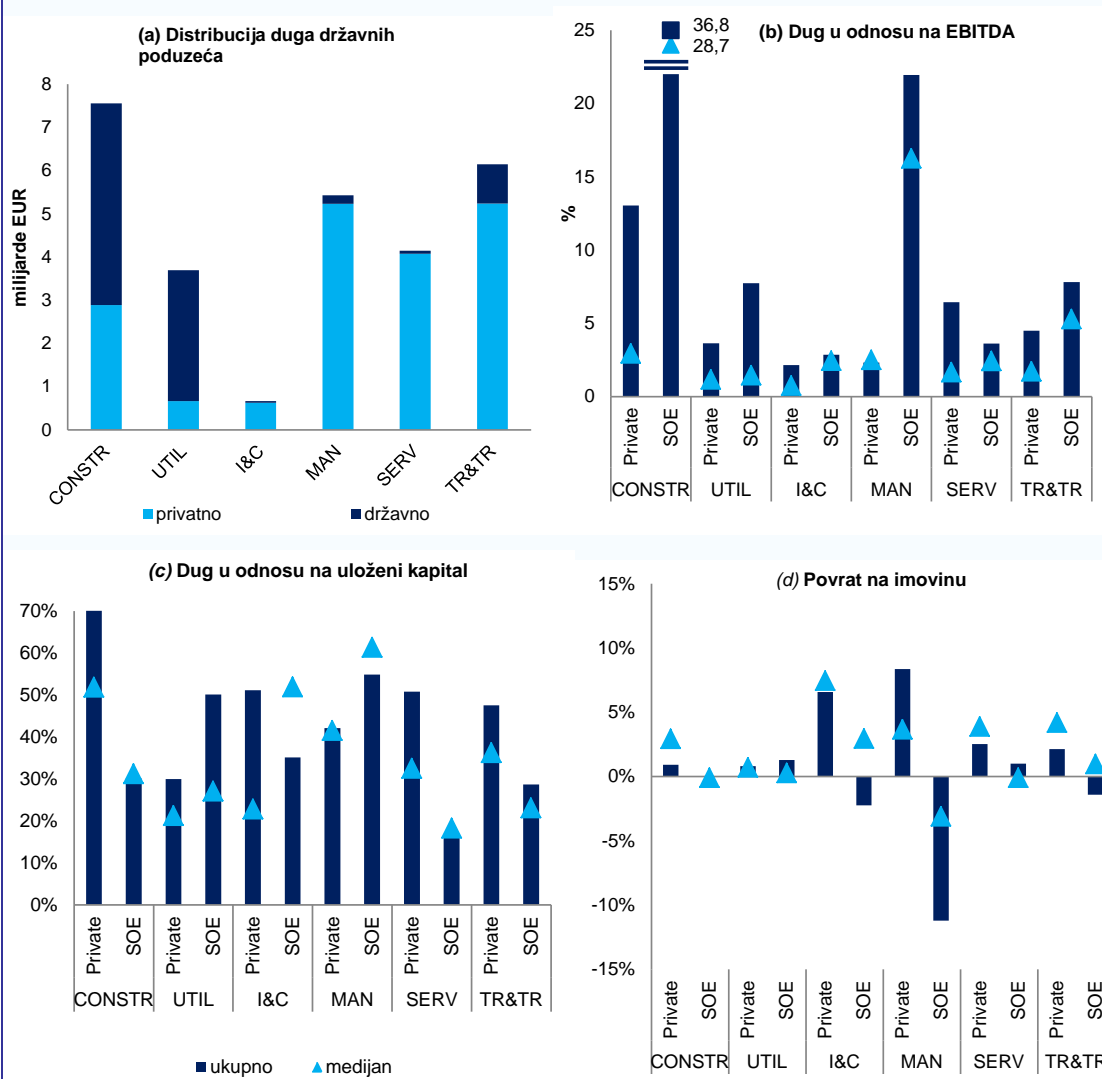 (a) Distribucija duga državnih
poduzeća
milijarde EUR
8
7
6
5
4
3
2
1
0
CONSTR
UTIL
I&C
MAN
SERV
TR&TR
privatno
državno
(b) Dug u odnosu na EBITDA
36,8
28,7
%
25
20
15
10
5
0
Private SOE Private SOE Private SOE Private SOE Private SOE Private SOE
CONSTR UTIL I&C MAN SERV TR&TR
(c) Dug u odnosu na uloženi kapital
70%
60%
50%
40%
30%
20%
10%
0%
Private SOE Private SOE Private SOE Private SOE Private SOE Private SOE
CONSTR UTIL I&C MAN SERV TR&TR
ukupno
medijan
(d) Povrat na imovinu
15%
10%
5%
0%
-5%
-10%
-15%
Private SOE Private SOE Private SOE Private SOE Private SOE Private SOE
CONSTR UTIL I&C MAN SERV TR&TR